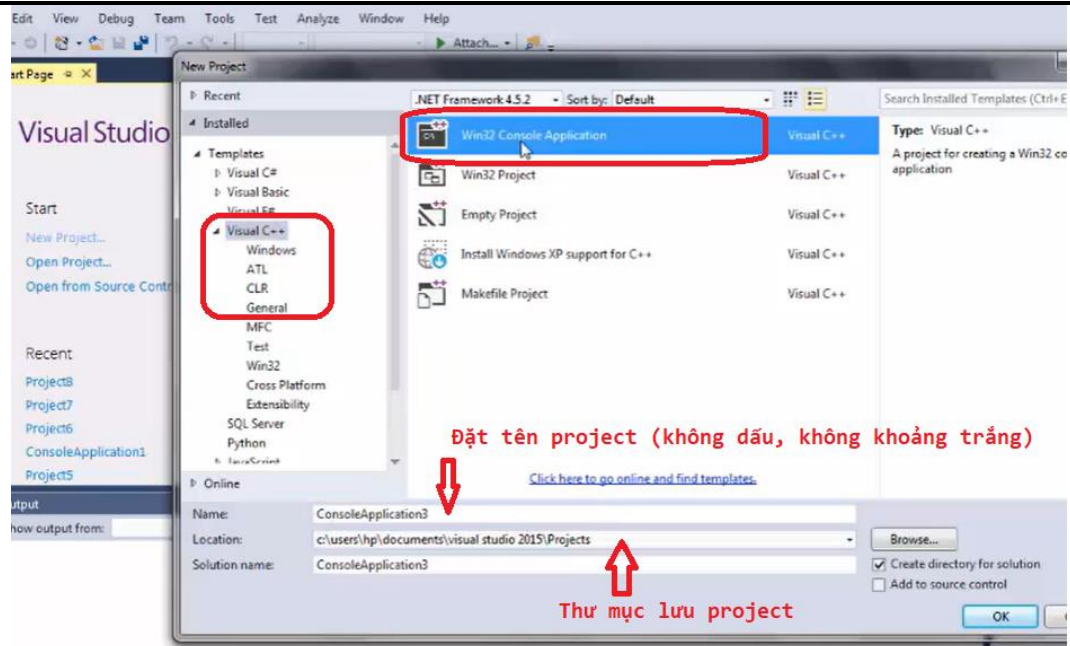 Edit View Debug Team Tools Test Analyze Window Help
Attach...
art Page
New Project
Visual Studio
Start
New Project...
Open Project...
Open from Source Contr
Recent
Project8
Project7
Project6
ConsoleApplication1
Project5
utput
how output from:
Recent
Installed
Templates
Visual C#
Visual Basic
Visual F#
Visual C++
Windows
ATL
CLR
General
MFC
Test
Win32
Cross Platform
Extensibility
SQL Server
Python
JavaScript
Online
.NET Framework 4.5.2 Sort by: Default
Search Installed Templates (Ctrl+E
Win32 Console Application Visual C++
Win32 Project Visual C++
Empty Project Visual C++
Install Windows XP support for C++ Visual C++
Makefile Project Visual C++
Type: Visual C++
A project for creating a Win32 co
application
Đặt tên project (không dấu, không khoảng trắng)
Click here to go online and find templates.
Name: ConsoleApplication3
Location: c:\users\hp\documents\visual studio 2015\Projects Browse...
Solution name: ConsoleApplication3
Create directory for solution
Add to source control
Thư mục lưu project
OK